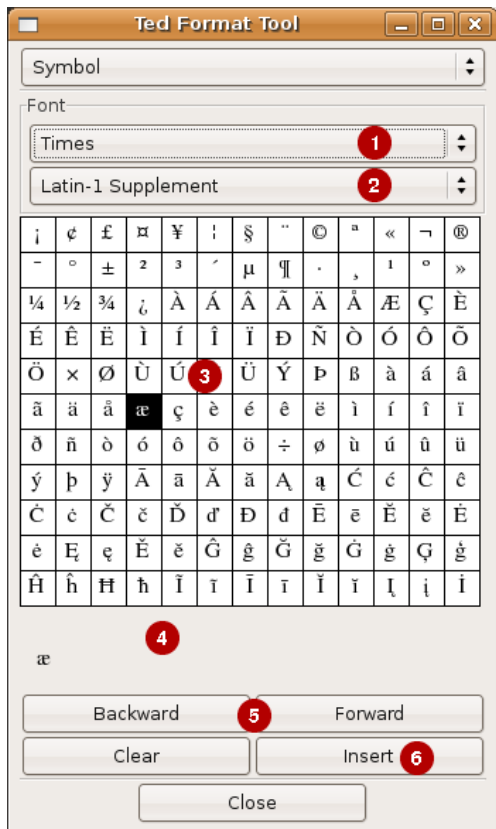 Ted Format Tool
Symbol
Font
Times 1
Latin-1 Supplement 2
¡ ¢ £ ¤ ¥ ¦ § ¨ © ª « ¬ ®
¯ ° ± ² ³ ´ µ ¶ · ¸ ¹ º »
¼ ½ ¾ ¿ À Á Â Ã Ä Å Æ Ç È
É Ê Ë Ì Í Î Ï Ð Ñ Ò Ó Ô Õ
Ö × Ø Ù Ú 3 Ü Ý Þ ß à á â
ã ä å æ ç è é ê ë ì í î ï
ð ñ ò ó ô õ ö ÷ ø ù ú û ü
ý þ ÿ Ā ā Ă ă Ą ą Ć ć Ĉ ĉ
Ċ ċ Č č Ď ď Đ đ Ē ē Ĕ ĕ Ė
ė Ę ę Ě ě Ĝ ĝ Ğ ğ Ġ ġ Ģ ģ
Ĥ ĥ Ħ ħ Ĩ ĩ Ī ī Ĭ ĭ Į į İ
4
æ
Backward 5 Forward
Clear Insert 6
Close